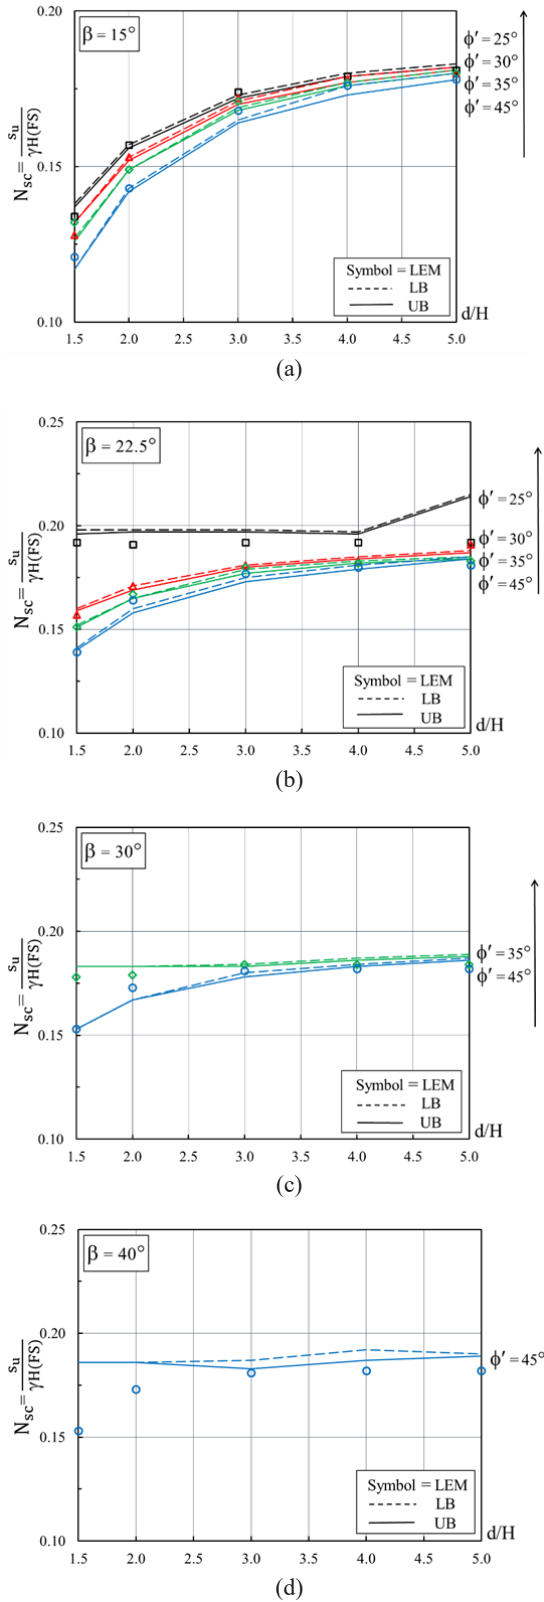 0.20
β = 15°
ϕ′ = 25°
ϕ′ = 30°
ϕ′ = 35°
ϕ′ = 45°
N_sc = s_u / γH(FS)
0.15
Symbol = LEM
LB
UB
0.10
d/H
1.5 2.0 2.5 3.0 3.5 4.0 4.5 5.0
(a)
0.25
β = 22.5°
ϕ′ = 25°
0.20
ϕ′ = 30°
ϕ′ = 35°
ϕ′ = 45°
N_sc = s_u / γH(FS)
0.15
Symbol = LEM
LB
UB
d/H
0.10
1.5 2.0 2.5 3.0 3.5 4.0 4.5 5.0
(b)
0.25
β = 30°
0.20
ϕ′ = 35°
ϕ′ = 45°
N_sc = s_u / γH(FS)
0.15
Symbol = LEM
LB
UB
d/H
0.10
1.5 2.0 2.5 3.0 3.5 4.0 4.5 5.0
(c)
0.25
β = 40°
0.20
ϕ′ = 45°
N_sc = s_u / γH(FS)
0.15
Symbol = LEM
LB
UB
d/H
0.10
1.5 2.0 2.5 3.0 3.5 4.0 4.5 5.0
(d)